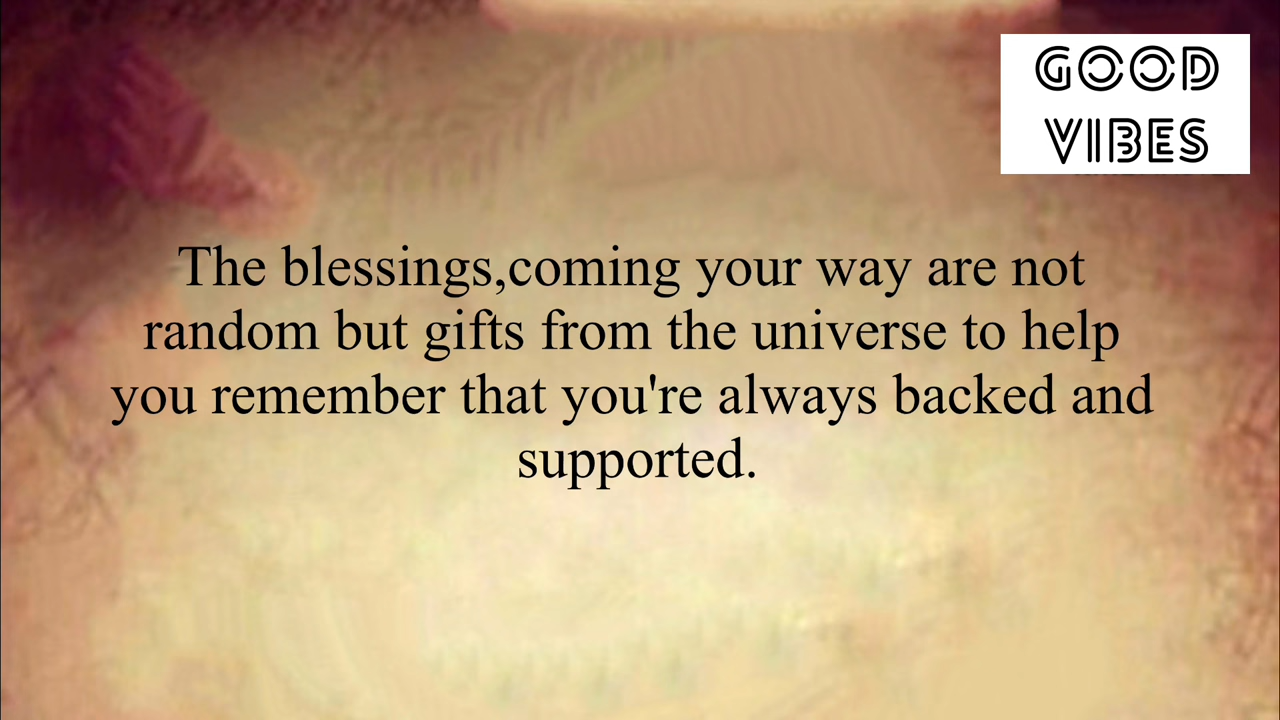 GOOD
VIBES
The blessings,coming your way are not
random but gifts from the universe to help
you remember that you're always backed and
supported.